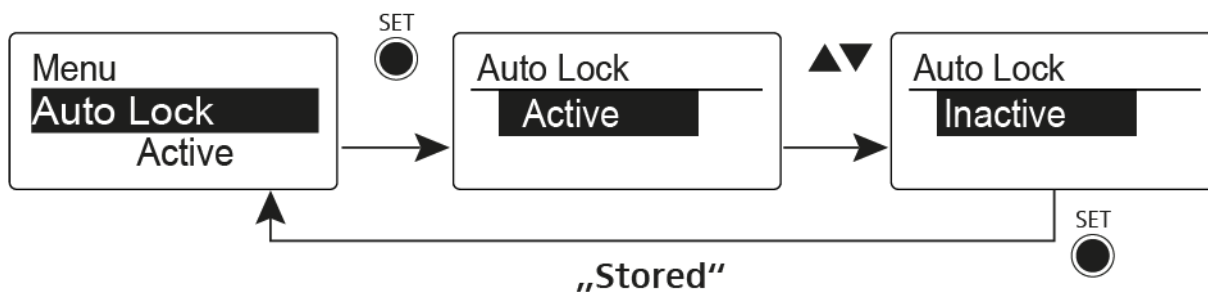 SET
Menu
Auto Lock
Active
Auto Lock
Active
▲▼
Auto Lock
Inactive
SET
„Stored“